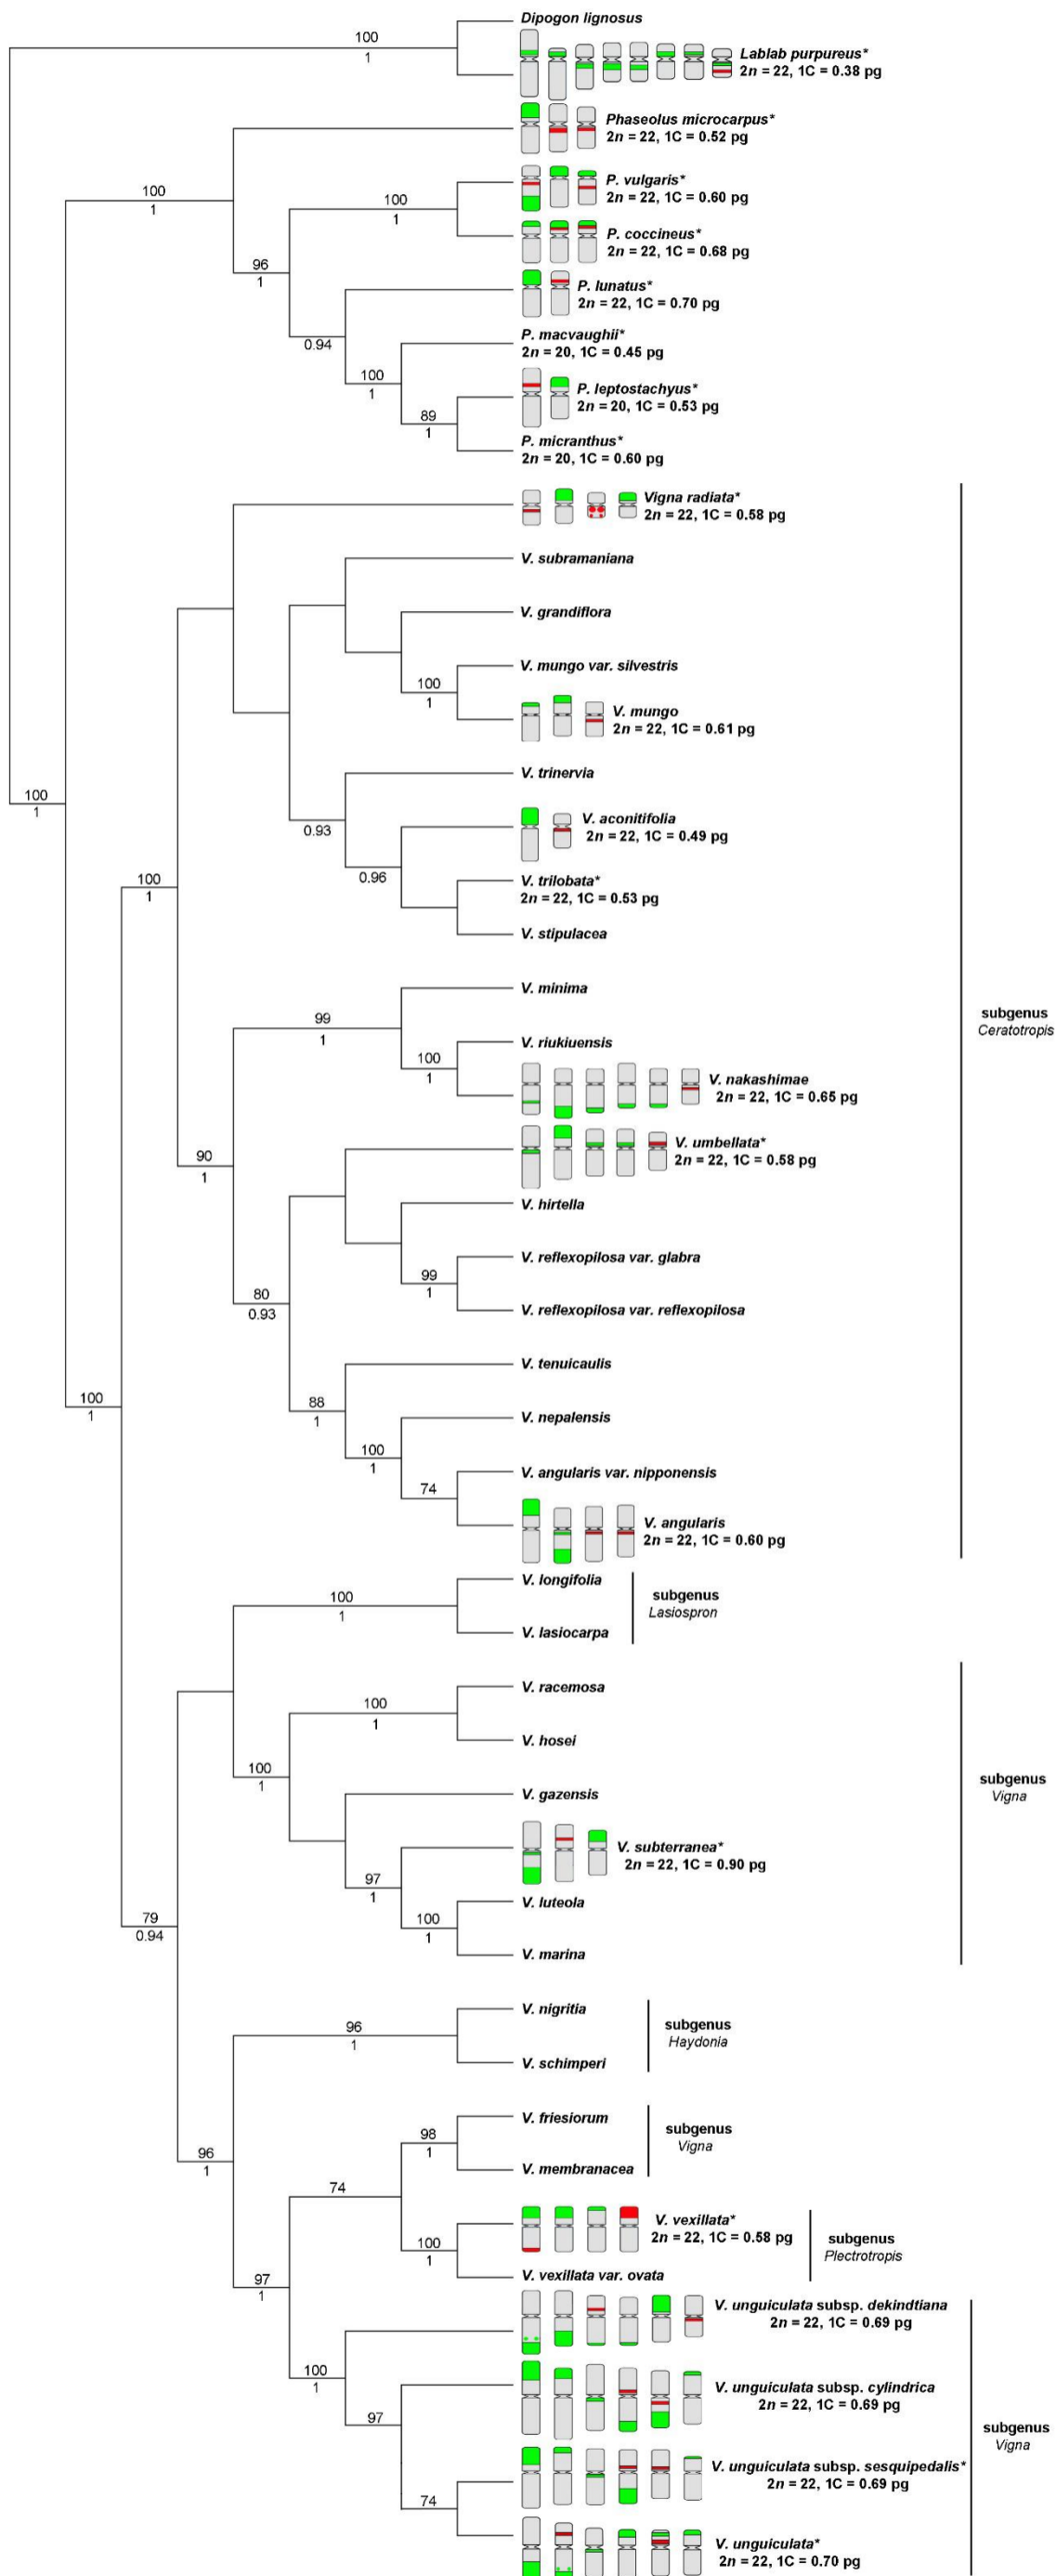 Dipogon lignosus
100
1
Lablab purpureus*
2n = 22, 1C = 0.38 pg
Phaseolus microcarpus*
2n = 22, 1C = 0.52 pg
100
1
P. vulgaris*
2n = 22, 1C = 0.60 pg
100
1
P. coccineus*
2n = 22, 1C = 0.68 pg
96
1
P. lunatus*
2n = 22, 1C = 0.70 pg
0.94
P. macvaughii*
2n = 20, 1C = 0.45 pg
100
1
P. leptostachyus*
2n = 20, 1C = 0.53 pg
89
1
P. micranthus*
2n = 20, 1C = 0.60 pg
Vigna radiata*
2n = 22, 1C = 0.58 pg
V. subramaniana
V. grandiflora
V. mungo var. silvestris
100
1
V. mungo
2n = 22, 1C = 0.61 pg
V. trinervia
100
1
0.93
V. aconitifolia
2n = 22, 1C = 0.49 pg
0.96
100
1
V. trilobata*
2n = 22, 1C = 0.53 pg
V. stipulacea
V. minima
99
1
subgenus
Ceratotropis
V. riukiuensis
100
1
V. nakashimae
2n = 22, 1C = 0.65 pg
V. umbellata*
2n = 22, 1C = 0.58 pg
90
1
V. hirtella
V. reflexopilosa var. glabra
99
1
80
0.93
V. reflexopilosa var. reflexopilosa
V. tenuicaulis
100
1
88
1
V. nepalensis
100
1
V. angularis var. nipponensis
74
V. angularis
2n = 22, 1C = 0.60 pg
V. longifolia
100
1
subgenus
Lasiospron
V. lasiocarpa
V. racemosa
100
1
V. hosei
100
1
subgenus
Vigna
V. gazensis
V. subterranea*
2n = 22, 1C = 0.90 pg
97
1
V. luteola
79
0.94
100
1
V. marina
V. nigritia
96
1
subgenus
Haydonia
V. schimperi
V. friesiorum
98
1
subgenus
Vigna
96
1
V. membranacea
74
V. vexillata*
2n = 22, 1C = 0.58 pg
100
1
subgenus
Plectrotropis
97
1
V. vexillata var. ovata
V. unguiculata subsp. dekindtiana
2n = 22, 1C = 0.69 pg
100
1
V. unguiculata subsp. cylindrica
2n = 22, 1C = 0.69 pg
97
subgenus
Vigna
V. unguiculata subsp. sesquipedalis*
2n = 22, 1C = 0.69 pg
74
V. unguiculata*
2n = 22, 1C = 0.70 pg